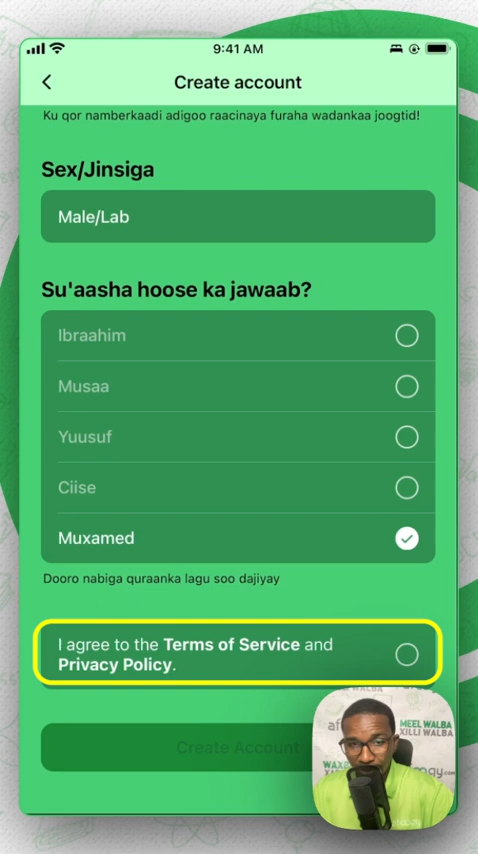 9:41 AM
Create account
Ku qor namberkaadi adigoo raacinaya furaha wadankaa joogtid!
Sex/Jinsiga
Male/Lab
Su'aasha hoose ka jawaab?
Ibraahim
Musaa
Yuusuf
Ciise
Muxamed
Dooro nabiga quraanka lagu soo dajiyay
I agree to the Terms of Service and
Privacy Policy.
Create Account
MEEL WALBA
XILLI WALBA